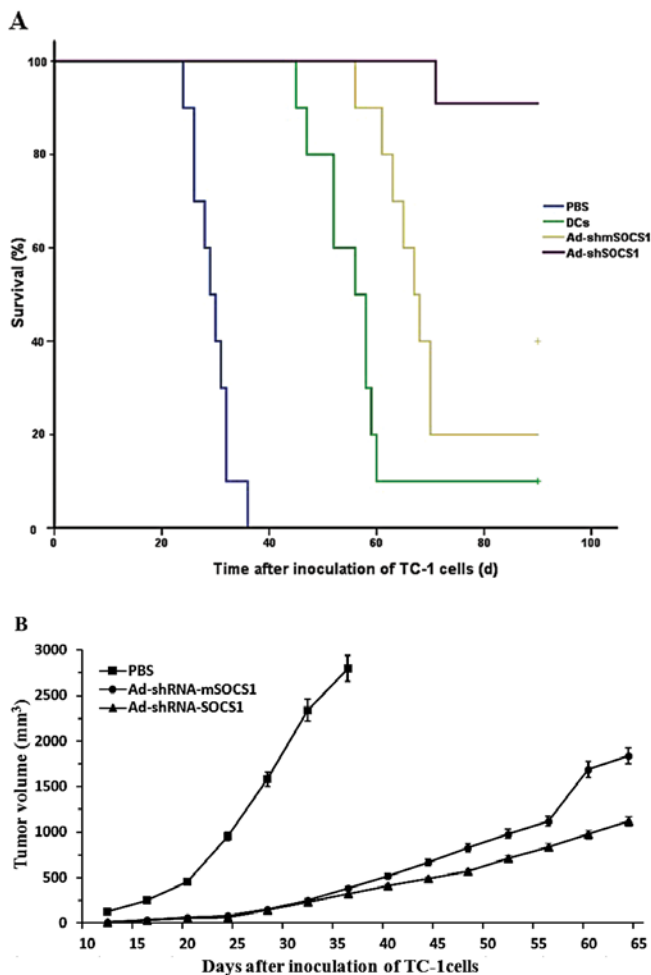 A
100
80
60
40
20
0
Survival (%)
0 20 40 60 80 100
Time after inoculation of TC-1 cells (d)
PBS
DCs
Ad-shmSOCS1
Ad-shSOCS1
B
3000
2500
2000
1500
1000
500
0
Tumor volume (mm³)
PBS
Ad-shRNA-mSOCS1
Ad-shRNA-SOCS1
10 15 20 25 30 35 40 45 50 55 60 65
Days after inoculation of TC-1cells